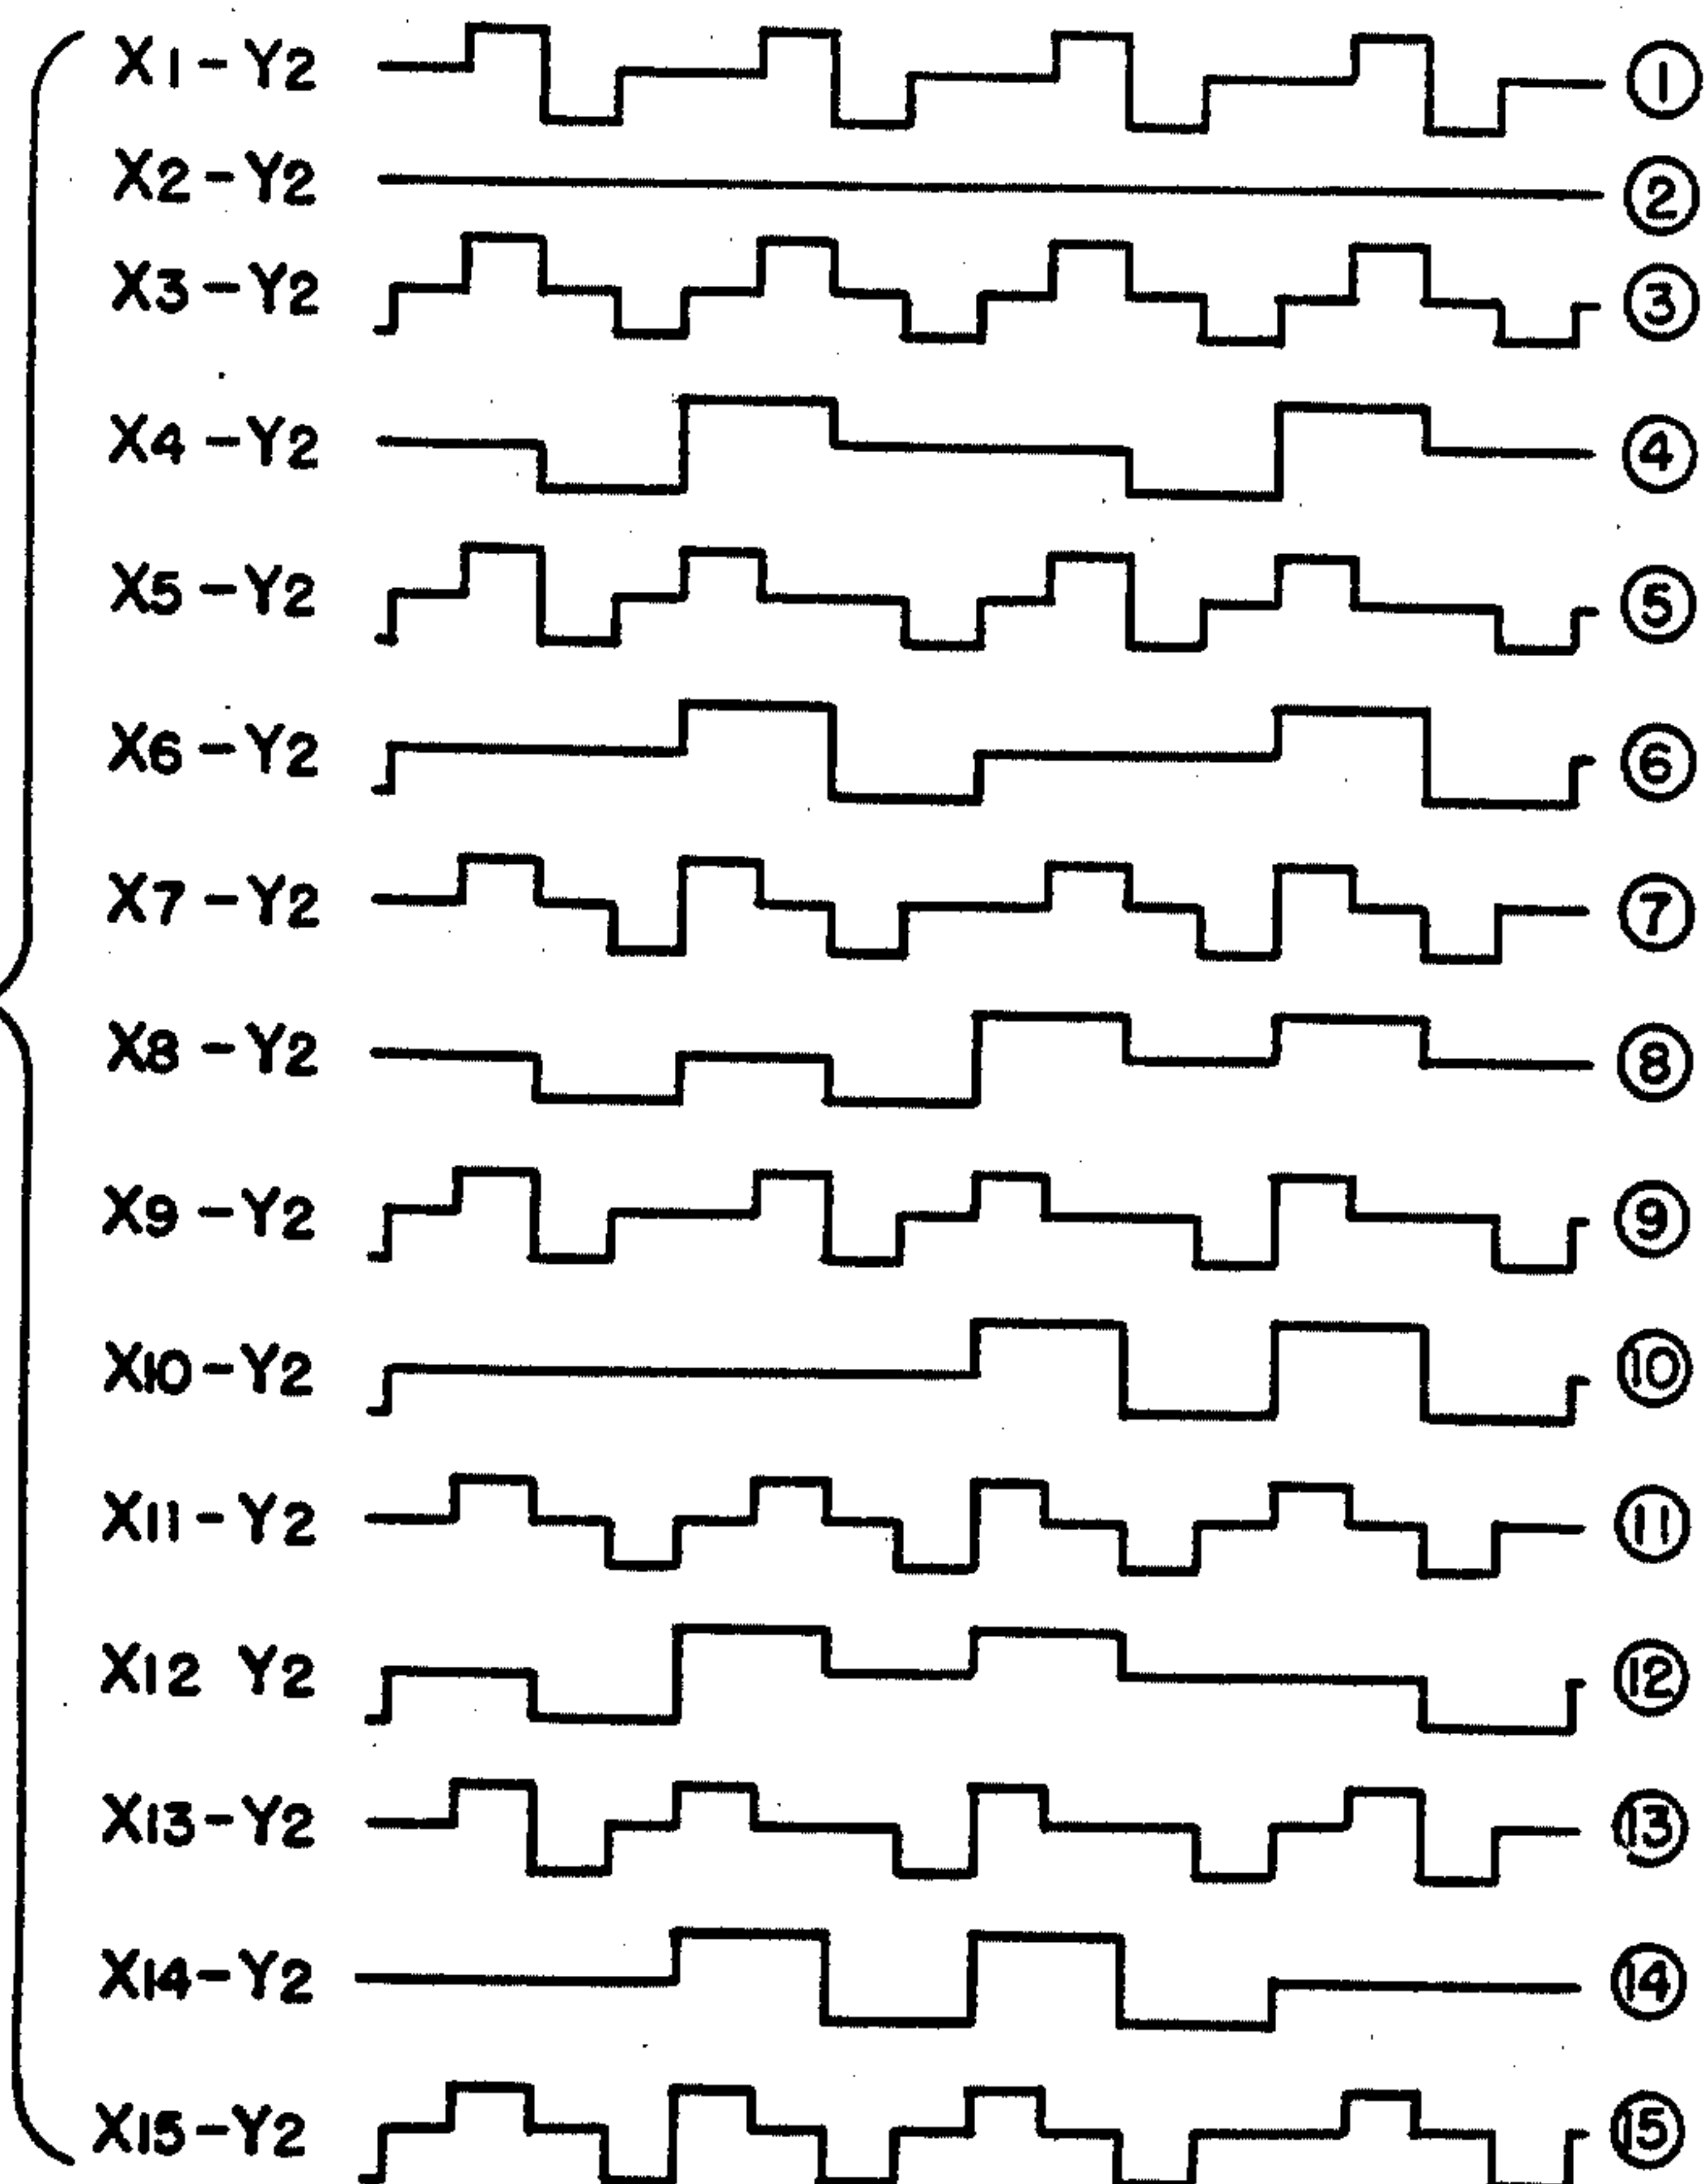 X1-Y2 ①
X2-Y2 ②
X3-Y2 ③
X4-Y2 ④
X5-Y2 ⑤
X6-Y2 ⑥
X7-Y2 ⑦
X8-Y2 ⑧
X9-Y2 ⑨
X10-Y2 ⑩
X11-Y2 ⑪
X12 Y2 ⑫
X13-Y2 ⑬
X14-Y2 ⑭
X15-Y2 ⑮